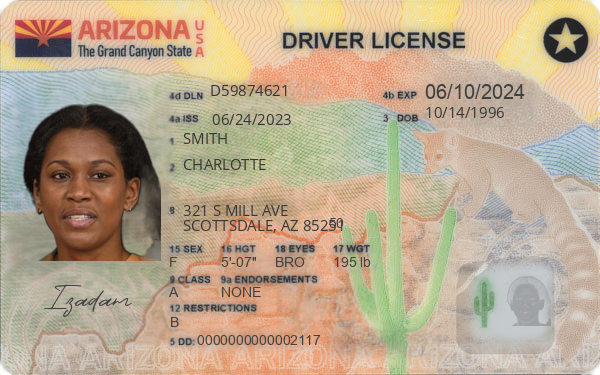 ARIZONA USA
The Grand Canyon State
DRIVER LICENSE
4d DLN D59874621
4b EXP 06/10/2024
4a ISS 06/24/2023
3 DOB 10/14/1996
1 SMITH
2 CHARLOTTE
8 321 S MILL AVE
SCOTTSDALE, AZ 85251
50
15 SEX 16 HGT 18 EYES 17 WGT
F 5'-07" BRO 195 lb
9 CLASS 9a ENDORSEMENTS
A NONE
12 RESTRICTIONS
B
Izadam
5 DD: 0000000000002117
ARIZONA ARIZONA ARIZONA ARIZONA